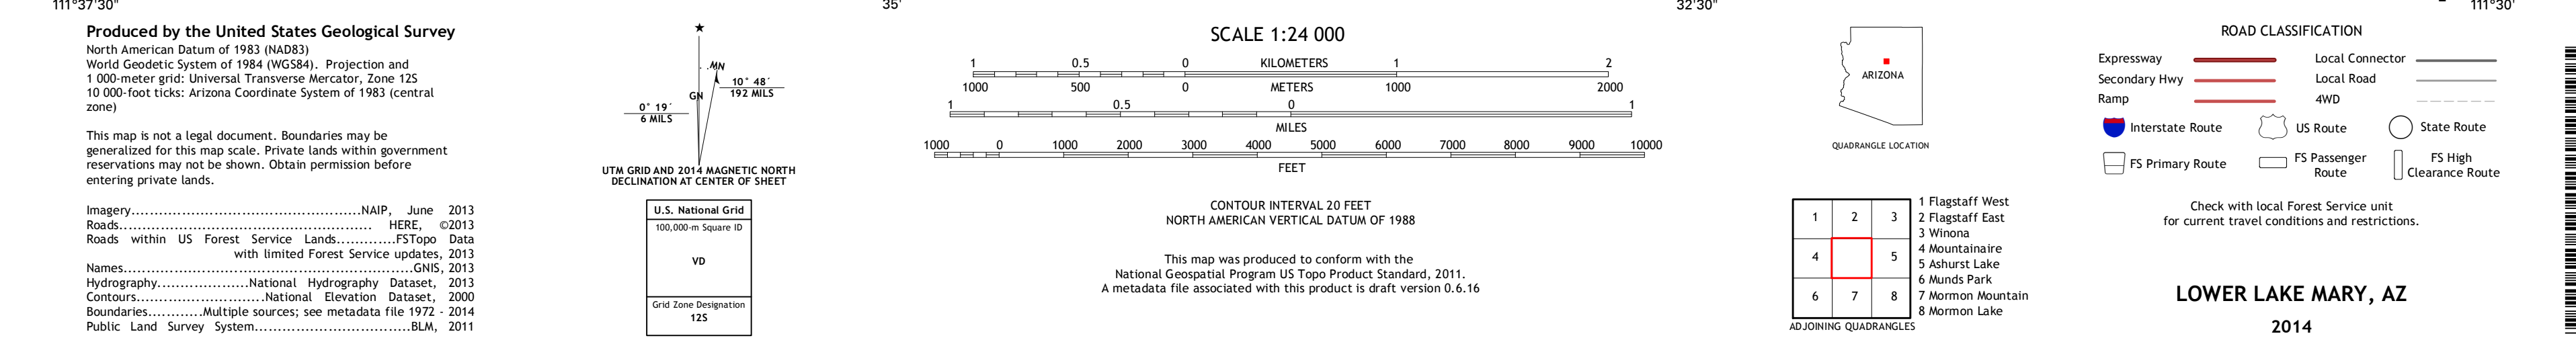 111°37'30"
35'
32'30"
111°30'
Produced by the United States Geological Survey
North American Datum of 1983 (NAD83)
World Geodetic System of 1984 (WGS84). Projection and
1 000-meter grid: Universal Transverse Mercator, Zone 12S
10 000-foot ticks: Arizona Coordinate System of 1983 (central
zone)
This map is not a legal document. Boundaries may be
generalized for this map scale. Private lands within government
reservations may not be shown. Obtain permission before
entering private lands.
Imagery..................................................NAIP, June 2013
Roads....................................................... HERE, ©2013
Roads within US Forest Service Lands............FSTopo Data
with limited Forest Service updates, 2013
Names.....................................................................GNIS, 2013
Hydrography....................National Hydrography Dataset, 2013
Contours............................National Elevation Dataset, 2000
Boundaries............Multiple sources; see metadata file 1972 - 2014
Public Land Survey System..................................BLM, 2011
MN
GN
10° 48´
192 MILS
0° 19´
6 MILS
UTM GRID AND 2014 MAGNETIC NORTH
DECLINATION AT CENTER OF SHEET
U.S. National Grid
100,000-m Square ID
VD
Grid Zone Designation
12S
SCALE 1:24 000
1 0.5 0 KILOMETERS 1 2
1000 500 0 METERS 1000 2000
1 0.5 0 1
MILES
1000 0 1000 2000 3000 4000 5000 6000 7000 8000 9000 10000
FEET
CONTOUR INTERVAL 20 FEET
NORTH AMERICAN VERTICAL DATUM OF 1988
This map was produced to conform with the
National Geospatial Program US Topo Product Standard, 2011.
A metadata file associated with this product is draft version 0.6.16
ARIZONA
QUADRANGLE LOCATION
1 2 3
4 5
6 7 8
ADJOINING QUADRANGLES
1 Flagstaff West
2 Flagstaff East
3 Winona
4 Mountainaire
5 Ashurst Lake
6 Munds Park
7 Mormon Mountain
8 Mormon Lake
ROAD CLASSIFICATION
Expressway Local Connector
Secondary Hwy Local Road
Ramp 4WD
Interstate Route US Route State Route
FS Primary Route
FS Passenger
Route
FS High
Clearance Route
Check with local Forest Service unit
for current travel conditions and restrictions.
LOWER LAKE MARY, AZ
2014